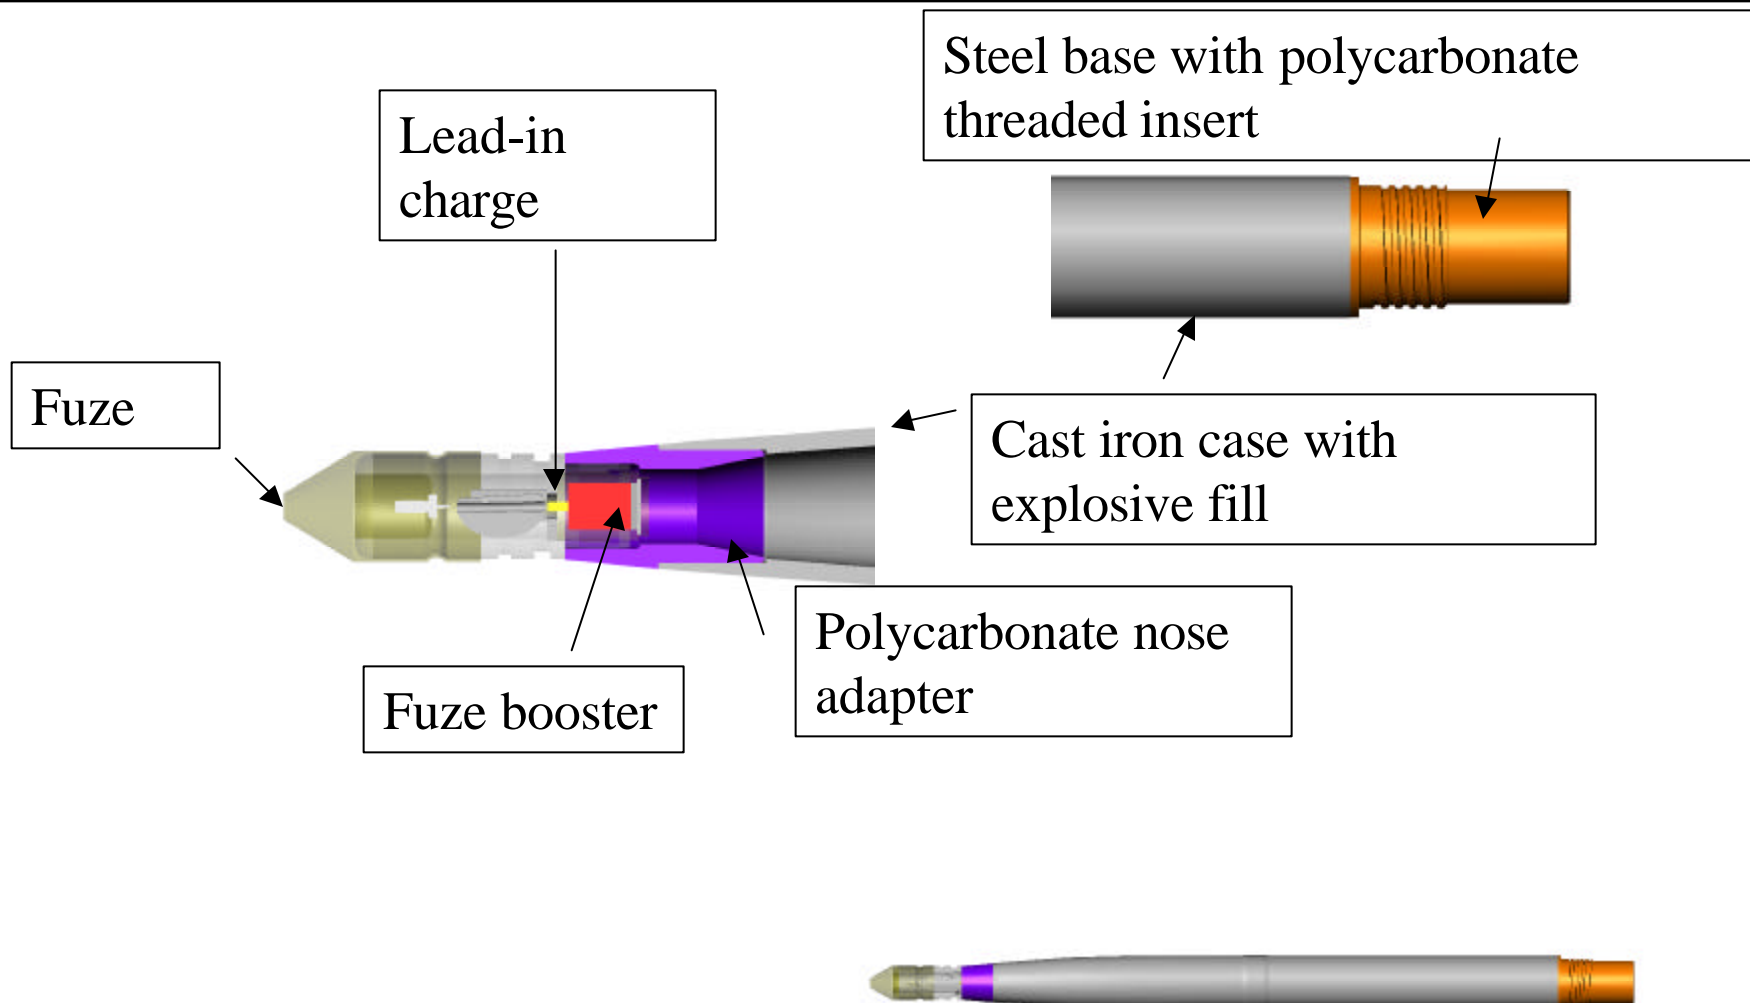 Steel base with polycarbonate
threaded insert
Lead-in
charge
Fuze
Cast iron case with
explosive fill
Polycarbonate nose
adapter
Fuze booster